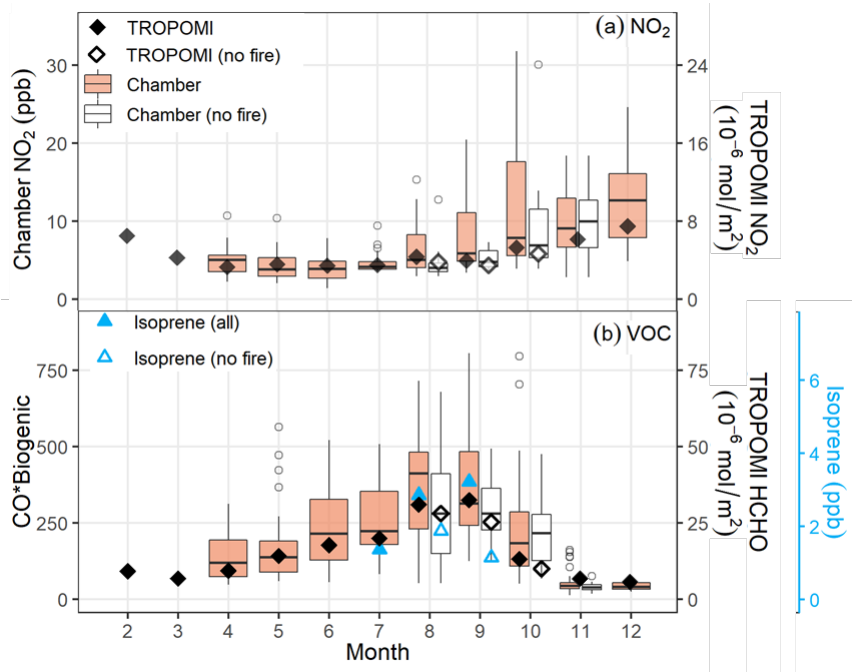 (a) NO₂
TROPOMI
TROPOMI (no fire)
Chamber
Chamber (no fire)
Chamber NO₂ (ppb)
30
20
10
0
24
16
8
0
TROPOMI NO₂
(10⁻⁶ mol/m²)
(b) VOC
Isoprene (all)
Isoprene (no fire)
CO*Biogenic
750
500
250
0
75
50
25
0
TROPOMI HCHO
(10⁻⁶ mol/m²)
6
4
2
0
Isoprene (ppb)
2 3 4 5 6 7 8 9 10 11 12
Month